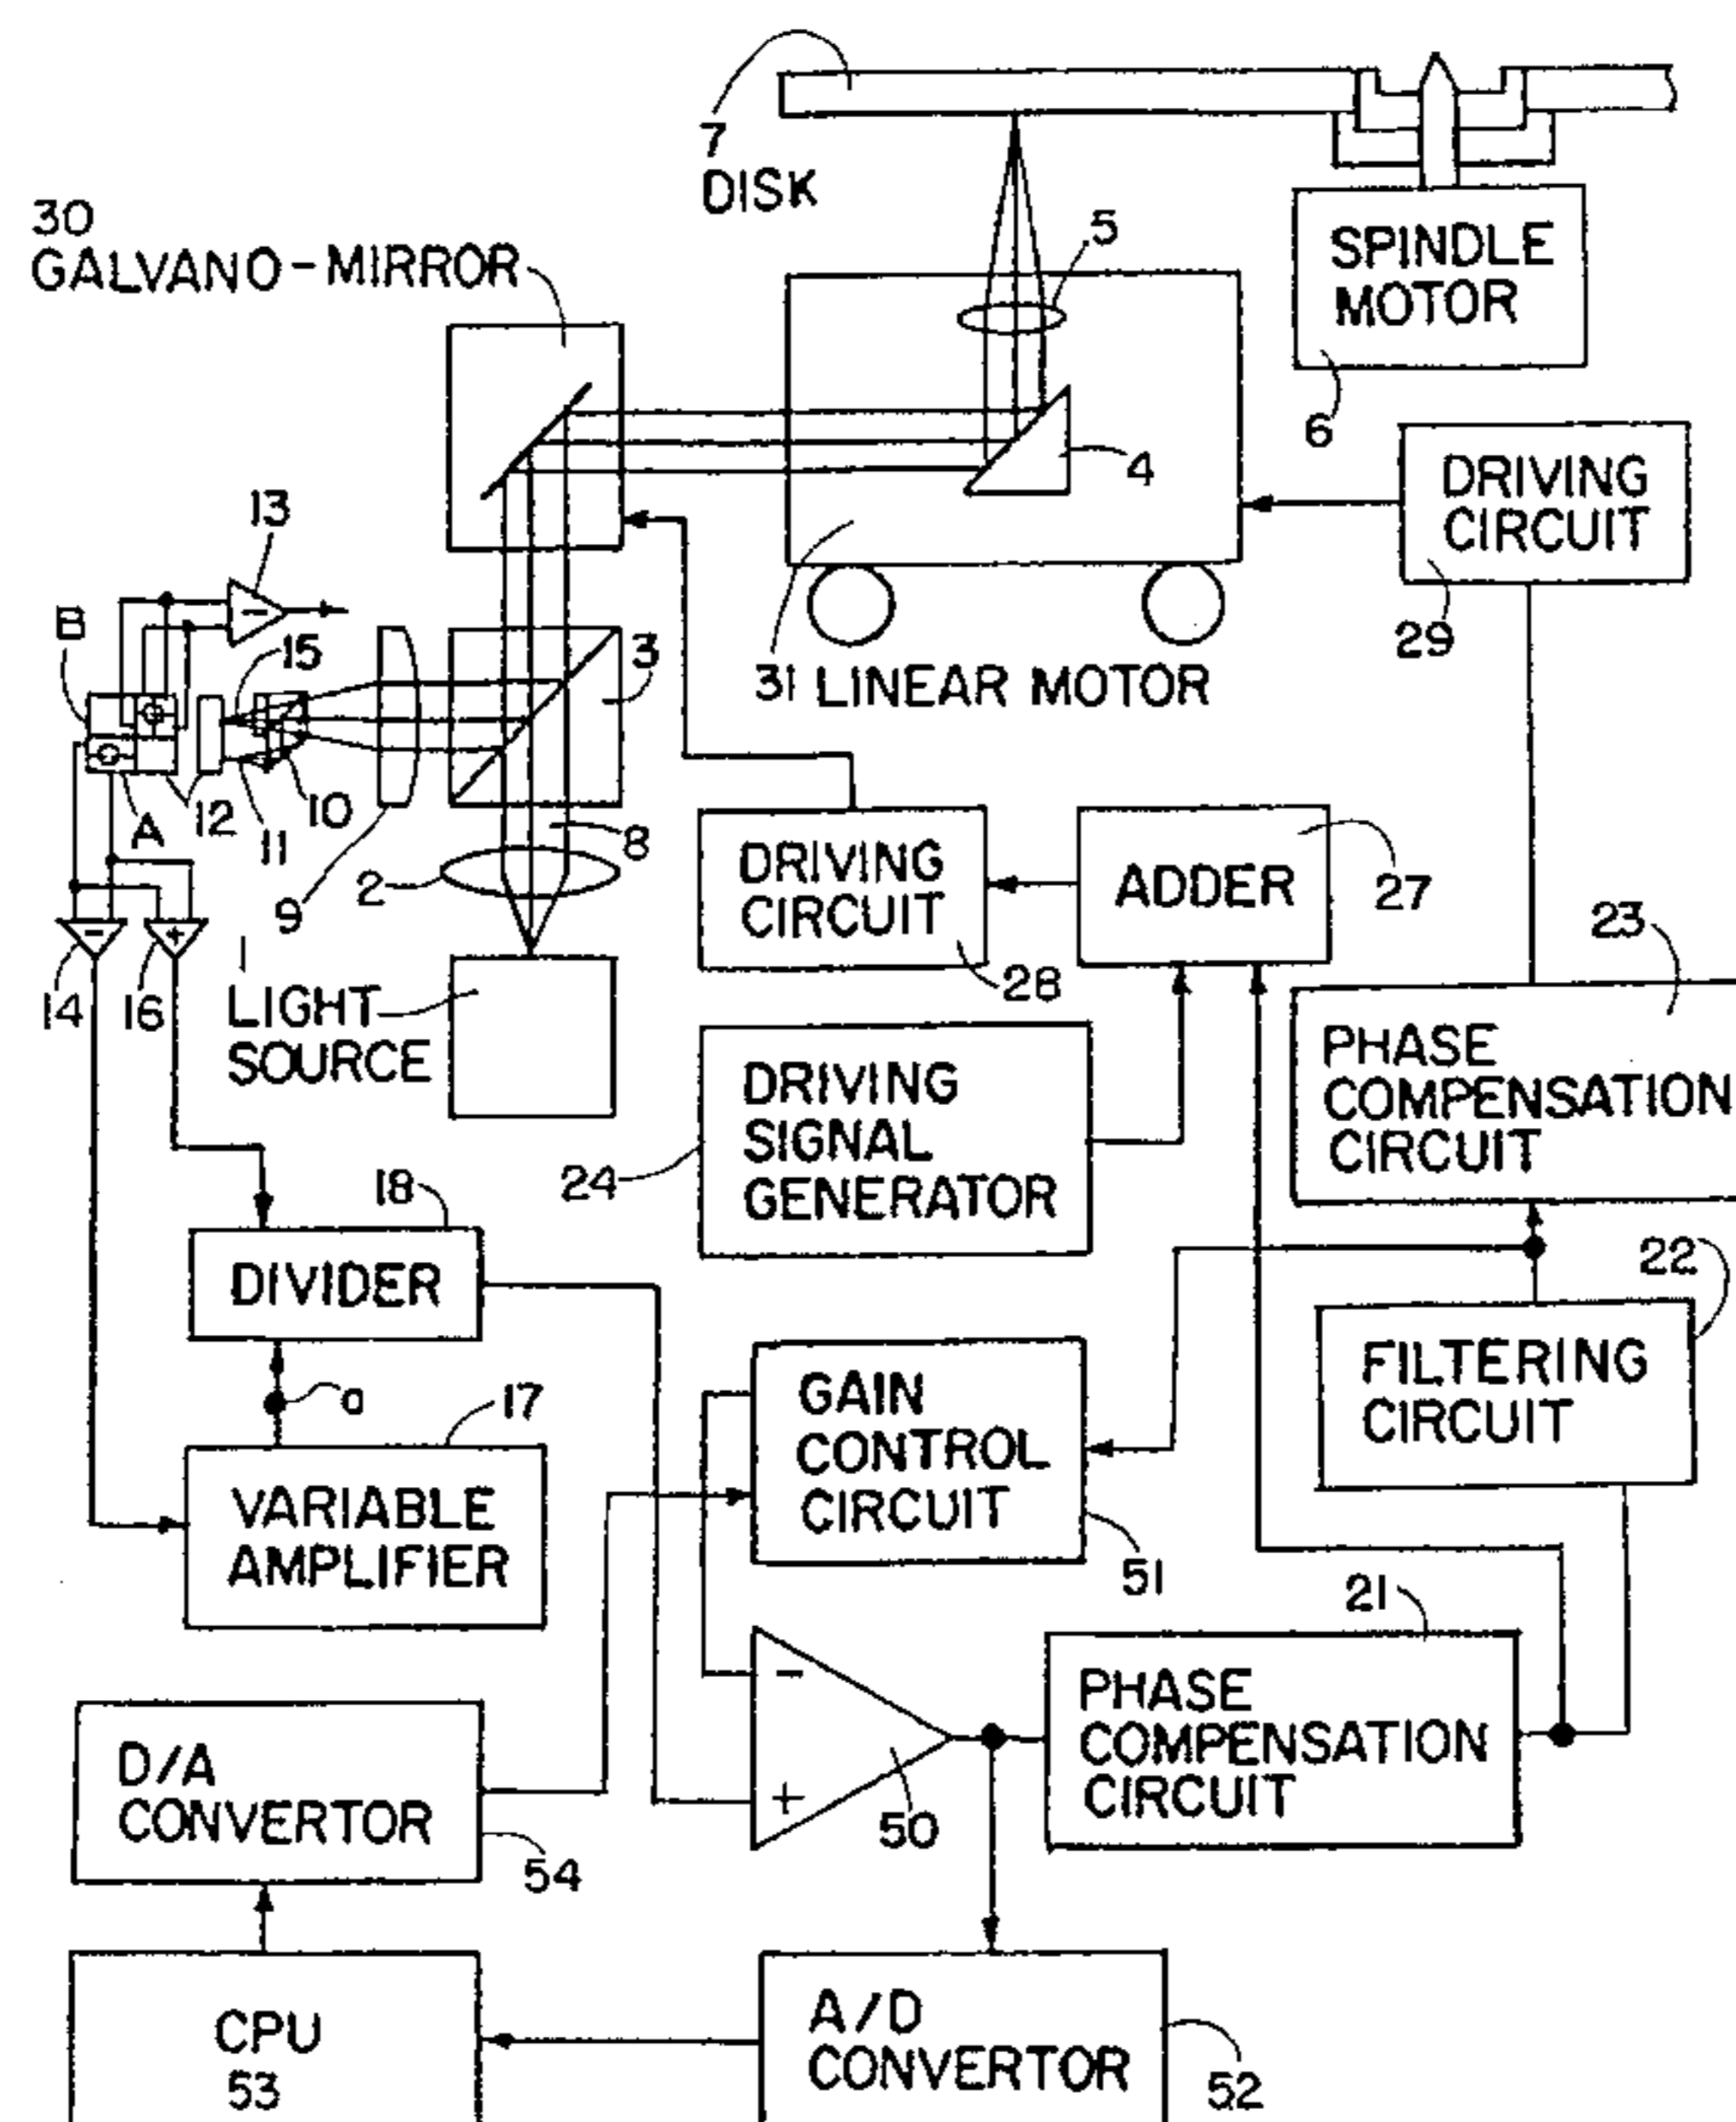 7
DISK
30
GALVANO-MIRROR
5
SPINDLE
MOTOR
6
4
DRIVING
CIRCUIT
29
13
B
15
3
31 LINEAR MOTOR
A
12
11
10
9
2
8
DRIVING
CIRCUIT
28
ADDER
27
23
14
16
-
+
-
1
LIGHT
SOURCE
DRIVING
SIGNAL
GENERATOR
24
PHASE
COMPENSATION
CIRCUIT
18
DIVIDER
22
FILTERING
CIRCUIT
a
17
GAIN
CONTROL
CIRCUIT
51
VARIABLE
AMPLIFIER
21
PHASE
COMPENSATION
CIRCUIT
-
+
50
D/A
CONVERTOR
54
CPU
53
A/D
CONVERTOR
52